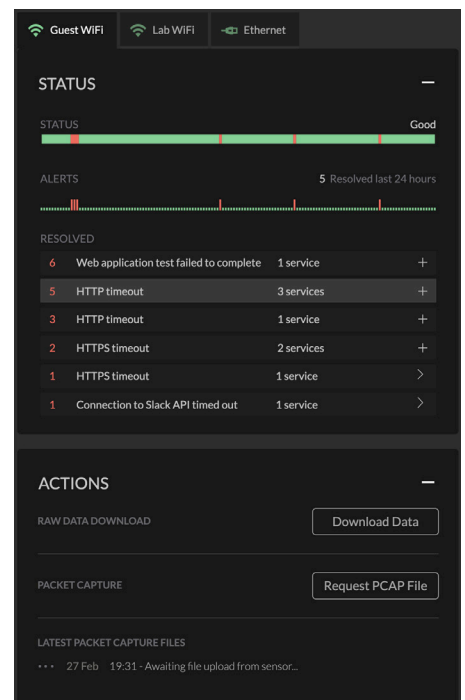 Guest WiFi Lab WiFi Ethernet
STATUS
STATUS Good
ALERTS 5 Resolved last 24 hours
RESOLVED
6 Web application test failed to complete 1 service
5 HTTP timeout 3 services
3 HTTP timeout 1 service
2 HTTPS timeout 2 services
1 HTTPS timeout 1 service
1 Connection to Slack API timed out 1 service
ACTIONS
RAW DATA DOWNLOAD Download Data
PACKET CAPTURE Request PCAP File
LATEST PACKET CAPTURE FILES
27 Feb 19:31 - Awaiting file upload from sensor...